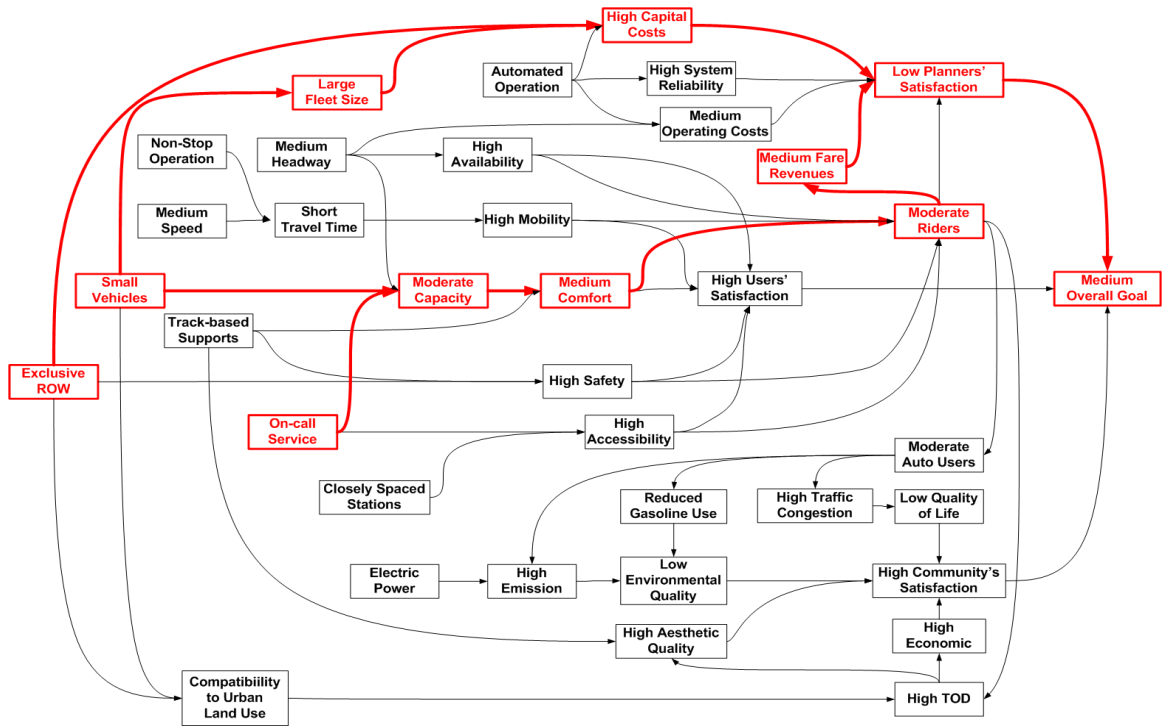 High Capital
Costs
Automated
Operation
High System
Reliability
Low Planners'
Satisfaction
Large
Fleet Size
Medium
Operating Costs
Non-Stop
Operation
Medium
Headway
High
Availability
Medium Fare
Revenues
Medium
Speed
Short
Travel Time
High Mobility
Moderate
Riders
Small
Vehicles
Moderate
Capacity
Medium
Comfort
High Users'
Satisfaction
Medium
Overall Goal
Track-based
Supports
Exclusive
ROW
High Safety
On-call
Service
High
Accessibility
Moderate
Auto Users
Closely Spaced
Stations
Reduced
Gasoline Use
High Traffic
Congestion
Low Quality
of Life
Electric
Power
High
Emission
Low
Environmental
Quality
High Community's
Satisfaction
High Aesthetic
Quality
High
Economic
Compatibiility
to Urban
Land Use
High TOD